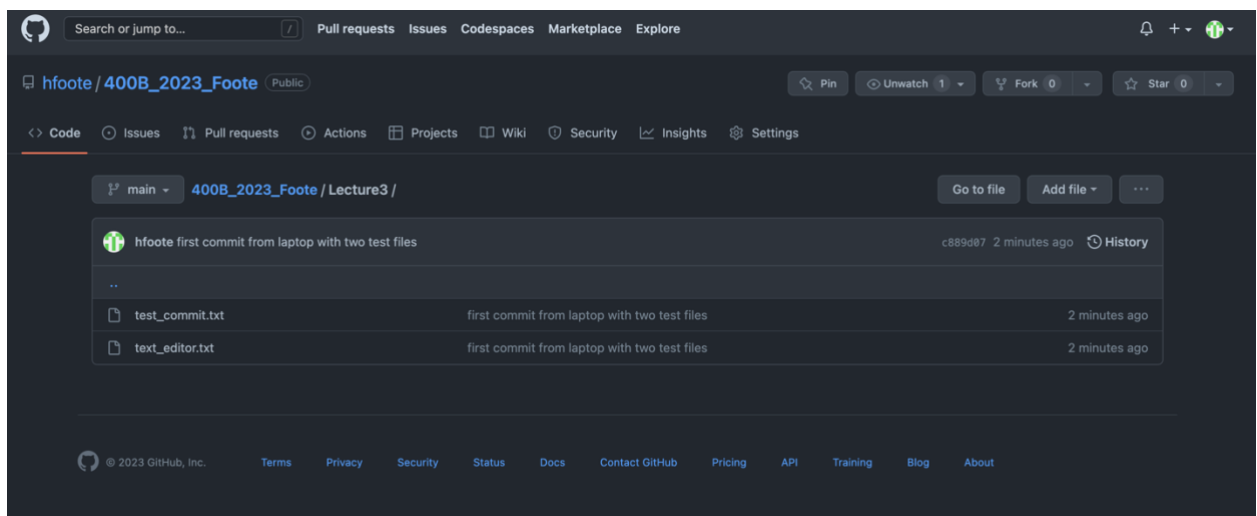 Search or jump to... / Pull requests Issues Codespaces Marketplace Explore
hfoote / 400B_2023_Foote Public Pin Unwatch 1 Fork 0 Star 0
Code Issues Pull requests Actions Projects Wiki Security Insights Settings
main 400B_2023_Foote / Lecture3 / Go to file Add file ...
hfoote first commit from laptop with two test files c889d07 2 minutes ago History
..
test_commit.txt first commit from laptop with two test files 2 minutes ago
text_editor.txt first commit from laptop with two test files 2 minutes ago
© 2023 GitHub, Inc. Terms Privacy Security Status Docs Contact GitHub Pricing API Training Blog About